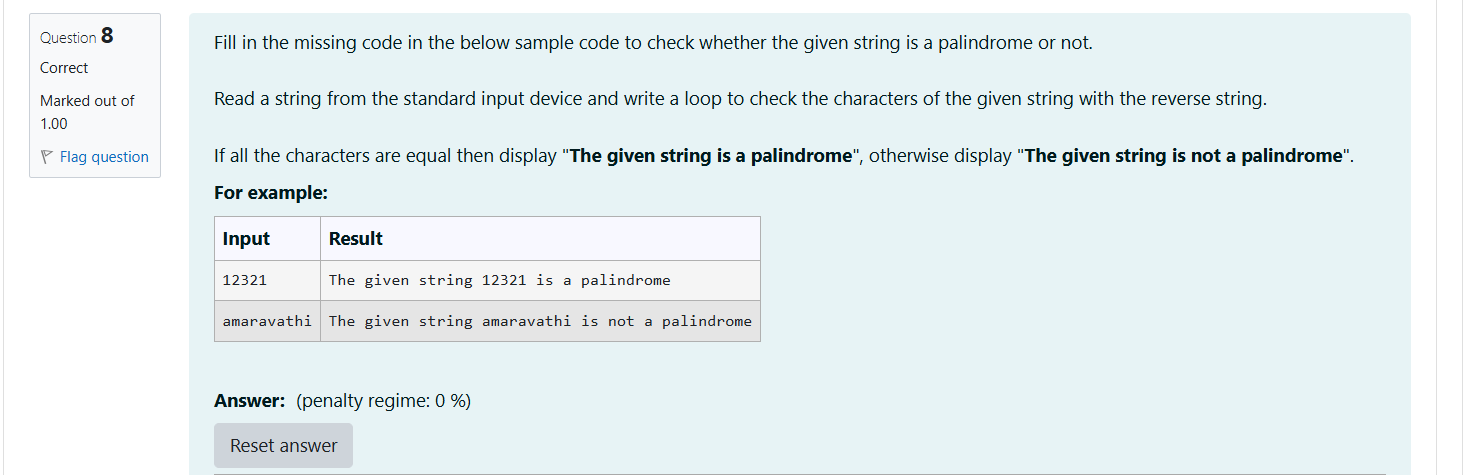 Question 8
Correct
Marked out of
1.00
Flag question
Fill in the missing code in the below sample code to check whether the given string is a palindrome or not.
Read a string from the standard input device and write a loop to check the characters of the given string with the reverse string.
If all the characters are equal then display "The given string is a palindrome", otherwise display "The given string is not a palindrome".
For example:
Input Result
12321 The given string 12321 is a palindrome
amaravathi The given string amaravathi is not a palindrome
Answer: (penalty regime: 0 %)
Reset answer